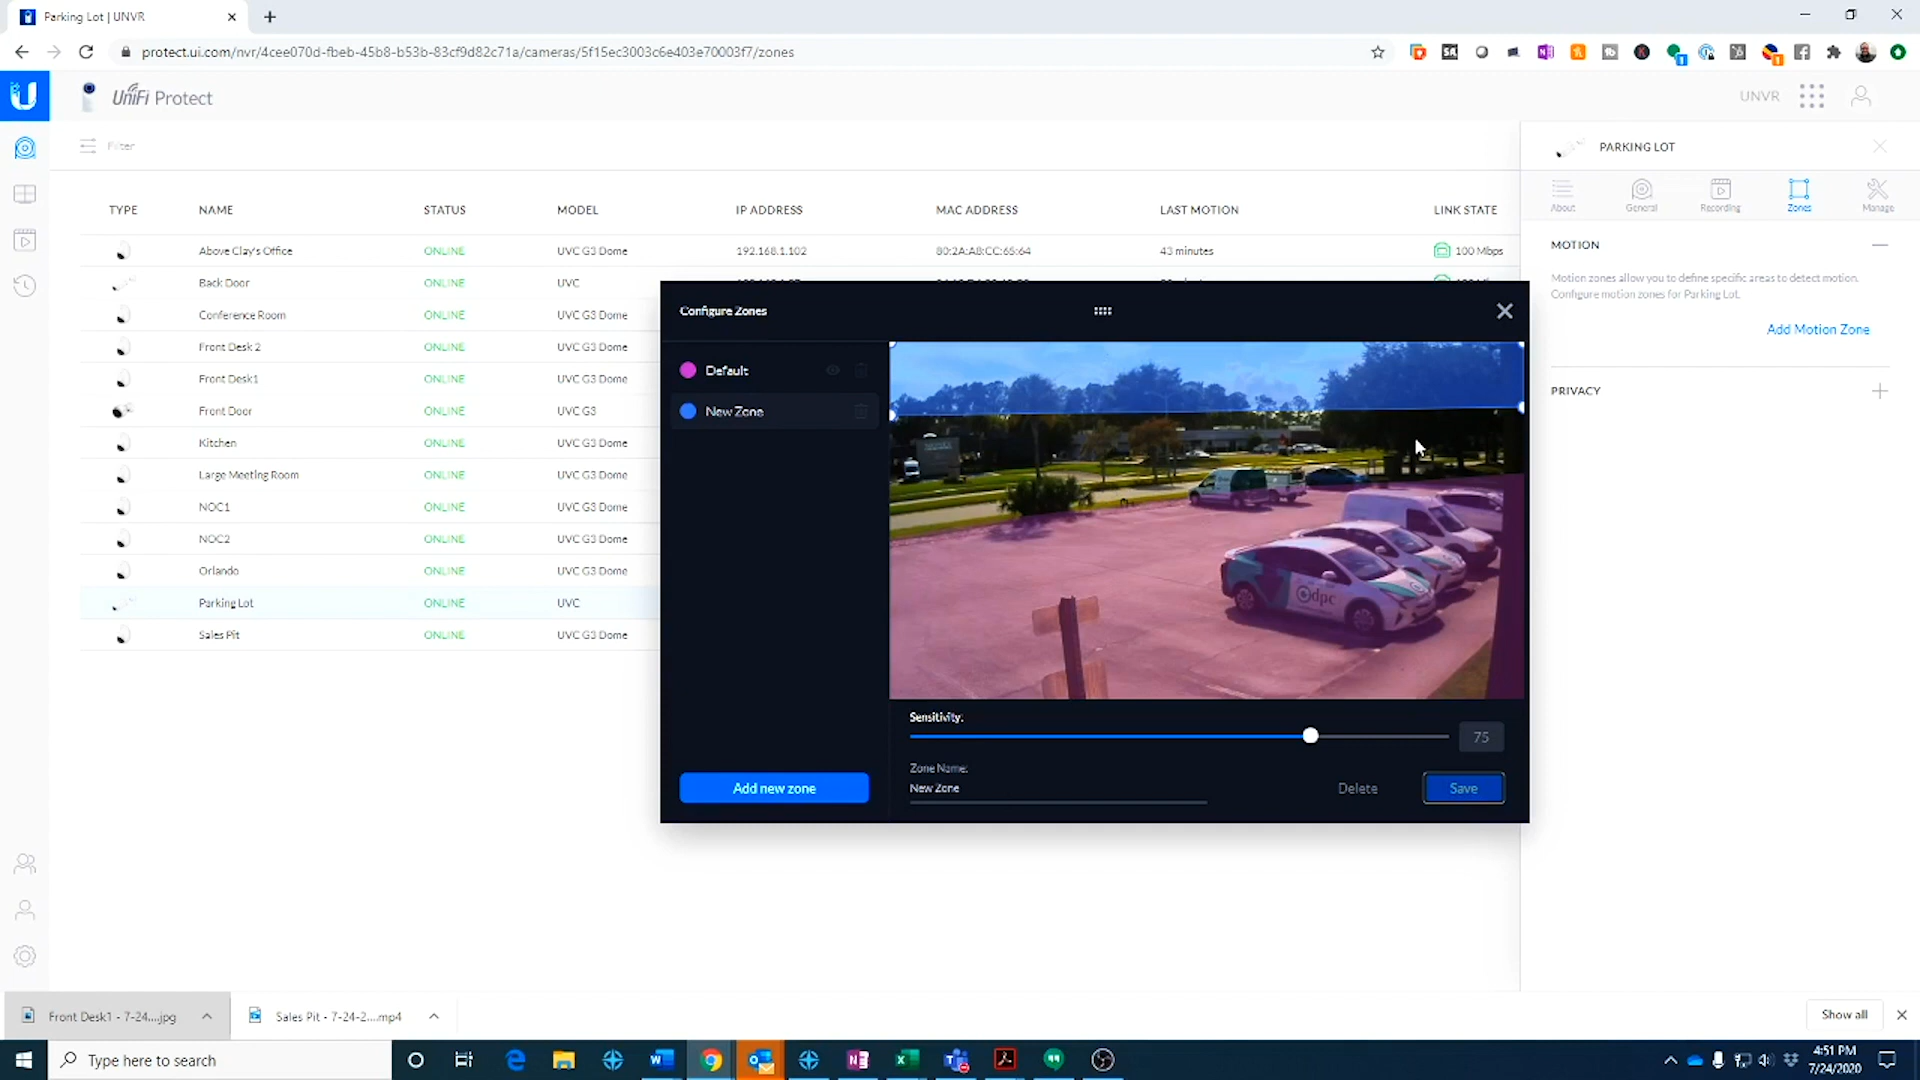 Parking Lot | UNVR
protect.ui.com/nvr/4cee070d-fbeb-45b8-b53b-83cf9d82c71a/cameras/5f15ec3003c6e403e70003f7/zones
UniFi Protect
UNVR
Filter
PARKING LOT
About General Recording Zones Manage
TYPE NAME STATUS MODEL IP ADDRESS MAC ADDRESS LAST MOTION LINK STATE
Above Clay's Office ONLINE UVC G3 Dome 192.168.1.102 80:2A:A8:CC:65:64 43 minutes 100 Mbps
Back Door ONLINE UVC
Conference Room ONLINE UVC G3 Dome
Front Desk 2 ONLINE UVC G3 Dome
Front Desk1 ONLINE UVC G3 Dome
Front Door ONLINE UVC G3
Kitchen ONLINE UVC G3 Dome
Large Meeting Room ONLINE UVC G3 Dome
NOC1 ONLINE UVC G3 Dome
NOC2 ONLINE UVC G3 Dome
Orlando ONLINE UVC G3 Dome
Parking Lot ONLINE UVC
Sales Pit ONLINE UVC G3 Dome
MOTION
Motion zones allow you to define specific areas to detect motion.
Configure motion zones for Parking Lot.
Add Motion Zone
PRIVACY
Configure Zones
Default
New Zone
dpc
Sensitivity:
75
Zone Name:
New Zone
Add new zone
Delete
Save
Front Desk1 - 7-24....jpg
Sales Pit - 7-24-2....mp4
Show all
Type here to search
4:51 PM
7/24/2020